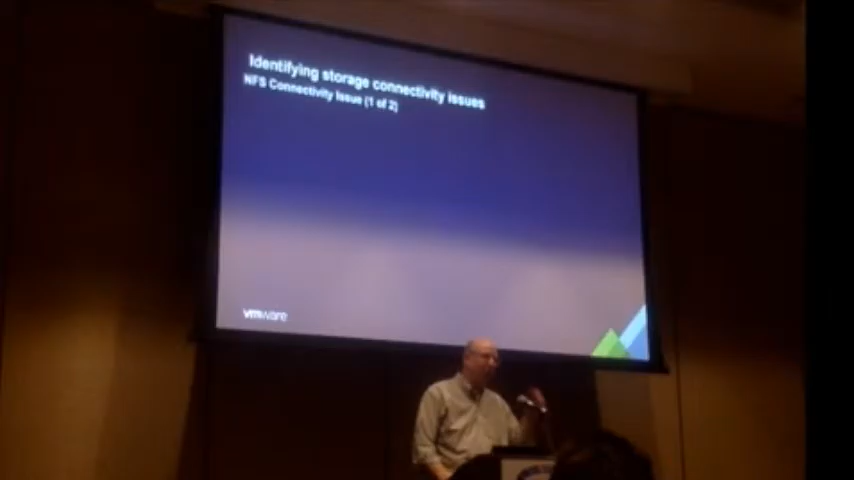 Identifying storage connectivity issues
NFS Connectivity Issue (1 of 2)
vmware